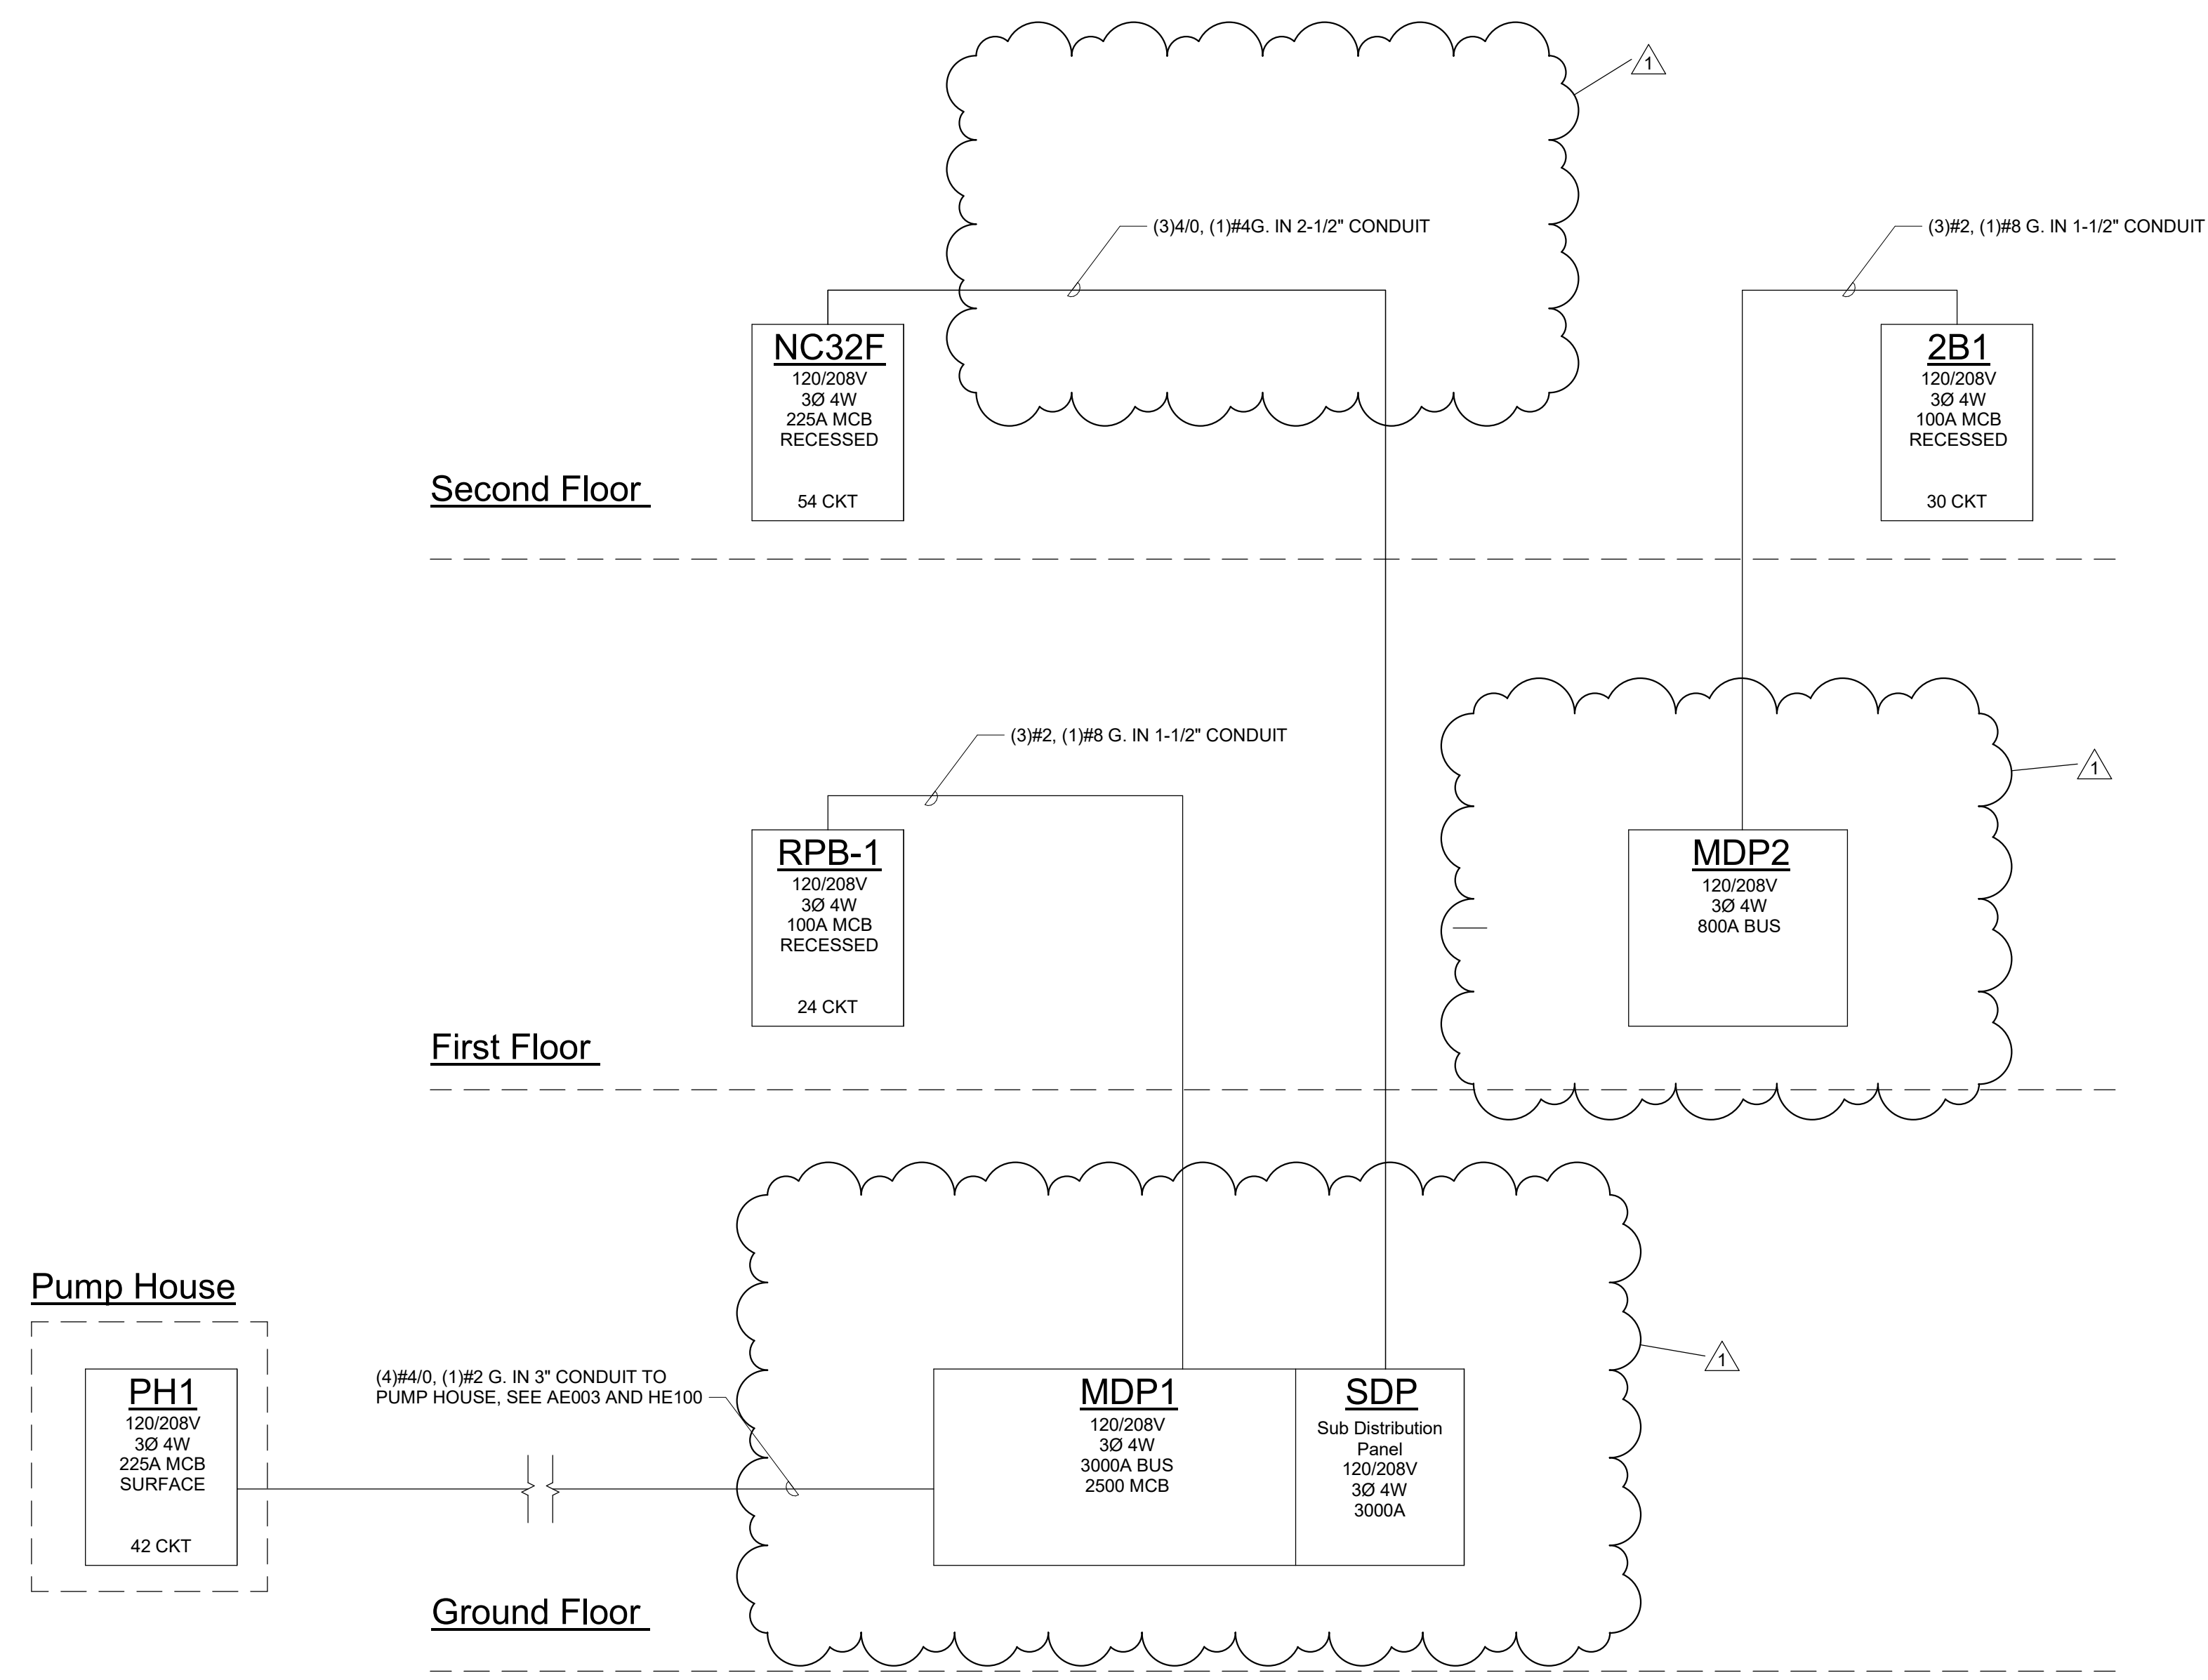 1
(3)4/0, (1)#4G. IN 2-1/2" CONDUIT
(3)#2, (1)#8 G. IN 1-1/2" CONDUIT
NC32F
120/208V
3Ø 4W
225A MCB
RECESSED
54 CKT
2B1
120/208V
3Ø 4W
100A MCB
RECESSED
30 CKT
Second Floor
(3)#2, (1)#8 G. IN 1-1/2" CONDUIT
1
RPB-1
120/208V
3Ø 4W
100A MCB
RECESSED
24 CKT
MDP2
120/208V
3Ø 4W
800A BUS
First Floor
Pump House
1
PH1
120/208V
3Ø 4W
225A MCB
SURFACE
42 CKT
(4)#4/0, (1)#2 G. IN 3" CONDUIT TO
PUMP HOUSE, SEE AE003 AND HE100
MDP1
120/208V
3Ø 4W
3000A BUS
2500 MCB
SDP
Sub Distribution
Panel
120/208V
3Ø 4W
3000A
Ground Floor